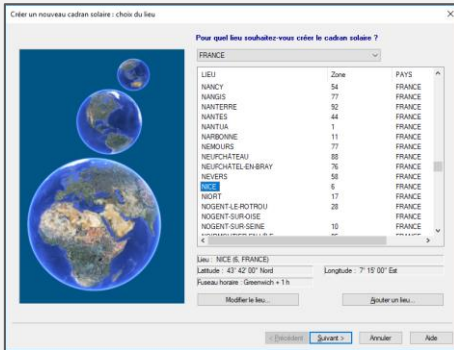 Créer un nouveau cadran solaire : choix du lieu
Pour quel lieu souhaitez-vous créer le cadran solaire ?
FRANCE
LIEU Zone PAYS
NANCY 54 FRANCE
NANGIS 77 FRANCE
NANTERRE 92 FRANCE
NANTES 44 FRANCE
NANTUA 1 FRANCE
NARBONNE 11 FRANCE
NEMOURS 77 FRANCE
NEUFCHÂTEAU 88 FRANCE
NEUFCHÂTEL-EN-BRAY 76 FRANCE
NEVERS 58 FRANCE
NICE 6 FRANCE
NIORT 17 FRANCE
NOGENT-LE-ROTROU 28 FRANCE
NOGENT-SUR-OISE FRANCE
NOGENT-SUR-SEINE 10 FRANCE
Lieu : NICE (6, FRANCE)
Latitude : 43° 42' 00" Nord Longitude : 7° 15' 00" Est
Fuseau horaire : Greenwich + 1 h
Modifier le lieu... Ajouter un lieu...
< Précédent Suivant > Annuler Aide